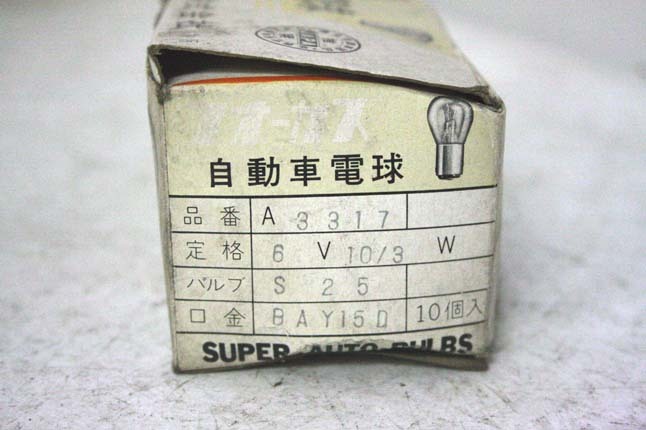 自動車電球
品番 A 3317
定格 6 V 10/3 W
バルブ S 25
口金 BAY15D 10個入
SUPER AUTO BULBS